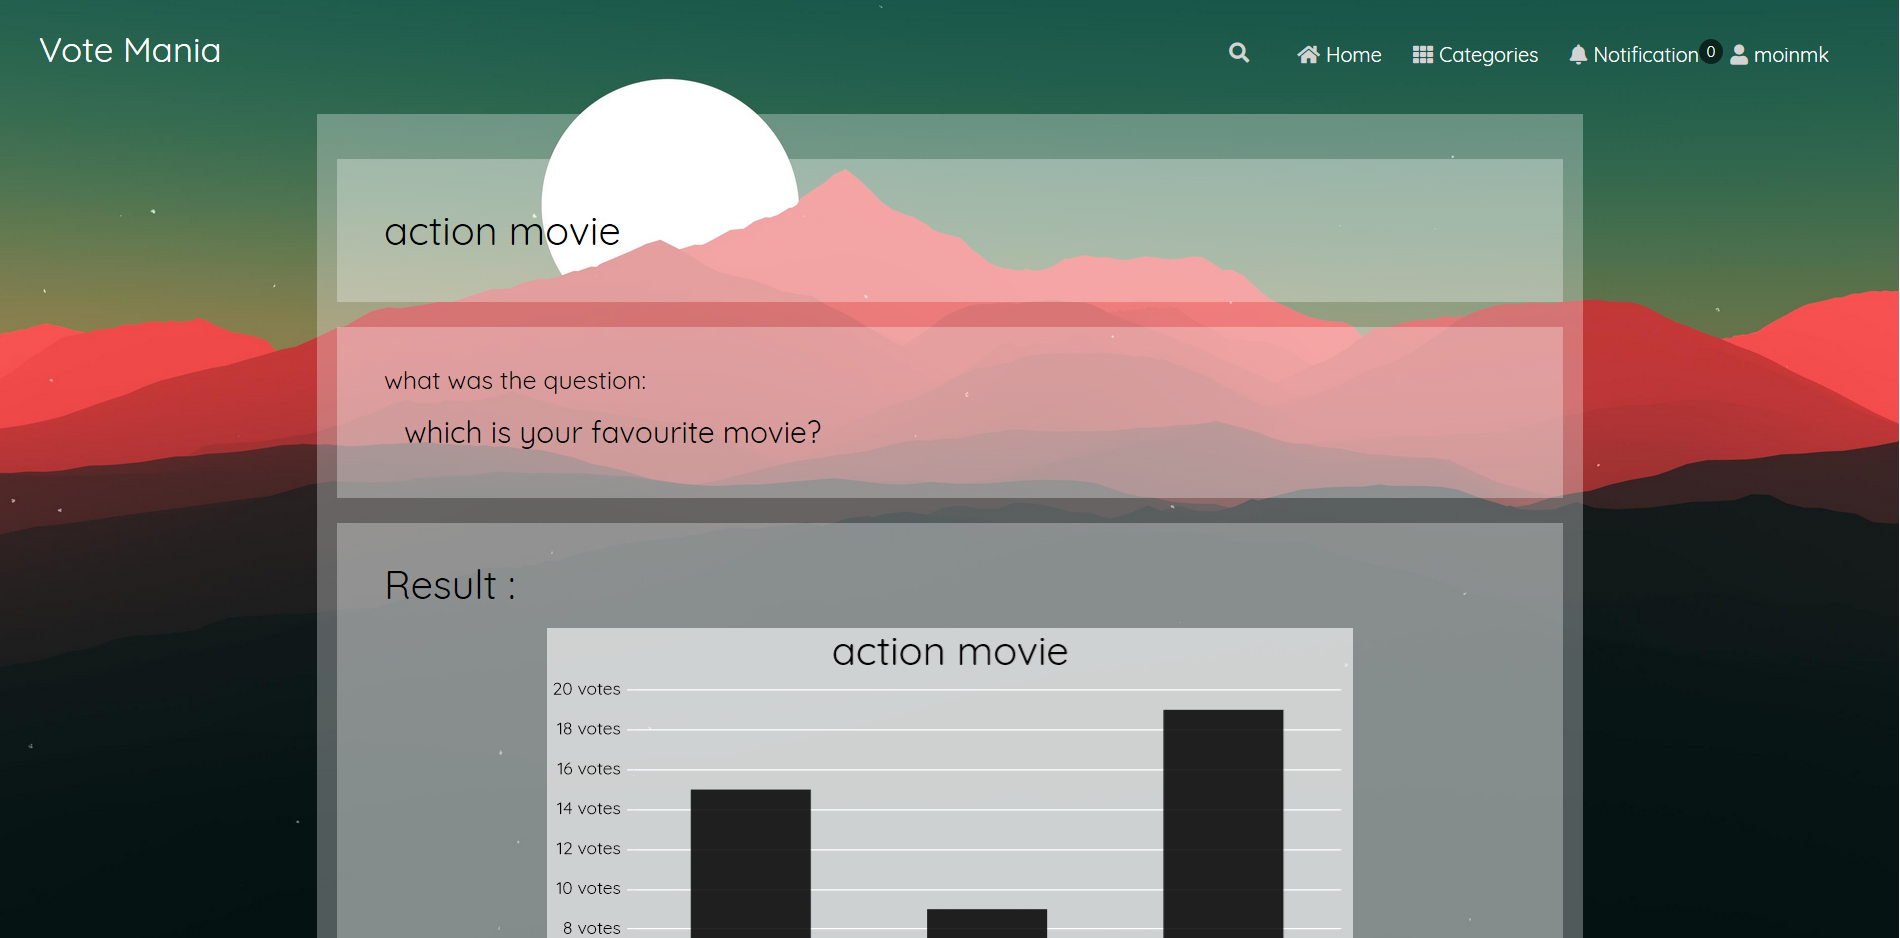 Vote Mania
Home Categories Notification 0 moinmk
action movie
what was the question:
which is your favourite movie?
Result :
action movie
20 votes
18 votes
16 votes
14 votes
12 votes
10 votes
8 votes